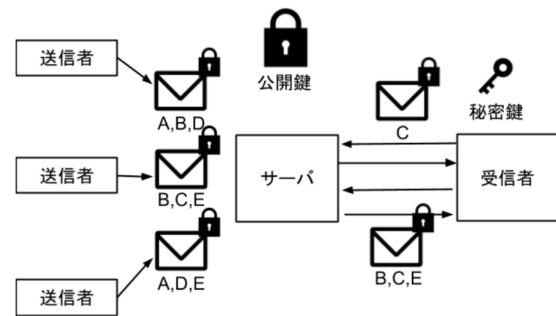 送信者
A,B,D
送信者
B,C,E
送信者
A,D,E
公開鍵
サーバ
C
秘密鍵
受信者
B,C,E